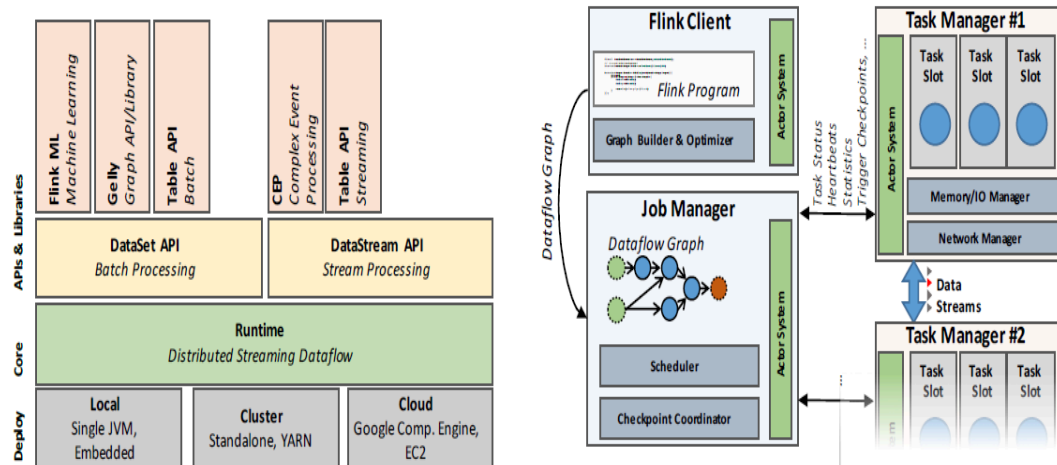 Flink ML
Machine Learning
Gelly
Graph API/Library
Table API
Batch
CEP
Complex Event
Processing
Table API
Streaming
APIs & Libraries
DataSet API
Batch Processing
DataStream API
Stream Processing
Core
Runtime
Distributed Streaming Dataflow
Deploy
Local
Single JVM,
Embedded
Cluster
Standalone, YARN
Cloud
Google Comp. Engine,
EC2
Flink Client
Flink Program
Graph Builder & Optimizer
Actor System
Dataflow Graph
Job Manager
Dataflow Graph
Scheduler
Checkpoint Coordinator
Actor System
Task Status
Heartbeats
Statistics
Trigger Checkpoints, ...
...
Task Manager #1
Actor System
Task
Slot
Task
Slot
Task
Slot
Memory/IO Manager
Network Manager
Data
Streams
Task Manager #2
Task
Slot
Task
Slot
Task
Slot